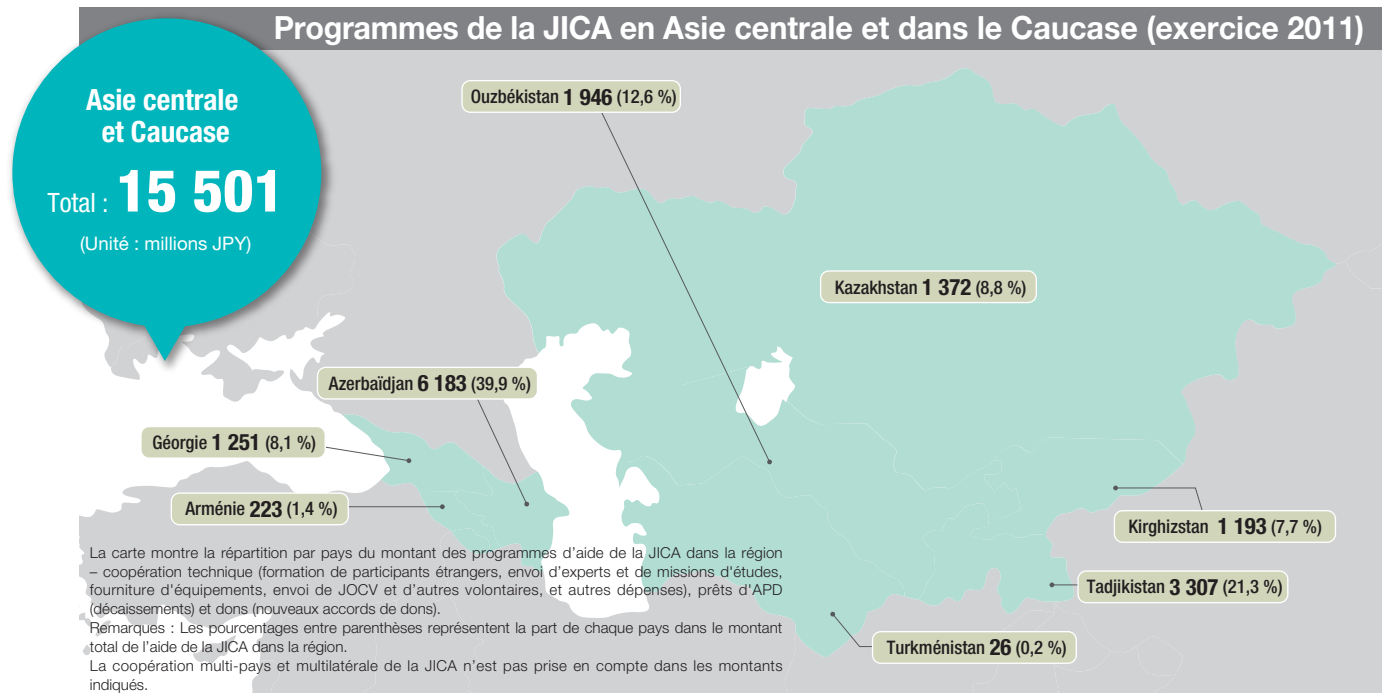 Programmes de la JICA en Asie centrale et dans le Caucase (exercice 2011)
Asie centrale
et Caucase
Total : 15 501
(Unité : millions JPY)
Ouzbékistan 1 946 (12,6 %)
Kazakhstan 1 372 (8,8 %)
Azerbaïdjan 6 183 (39,9 %)
Géorgie 1 251 (8,1 %)
Arménie 223 (1,4 %)
Kirghizstan 1 193 (7,7 %)
Tadjikistan 3 307 (21,3 %)
Turkménistan 26 (0,2 %)
La carte montre la répartition par pays du montant des programmes d’aide de la JICA dans la région
– coopération technique (formation de participants étrangers, envoi d’experts et de missions d'études,
fourniture d'équipements, envoi de JOCV et d’autres volontaires, et autres dépenses), prêts d’APD
(décaissements) et dons (nouveaux accords de dons).
Remarques : Les pourcentages entre parenthèses représentent la part de chaque pays dans le montant
total de l’aide de la JICA dans la région.
La coopération multi-pays et multilatérale de la JICA n’est pas prise en compte dans les montants
indiqués.